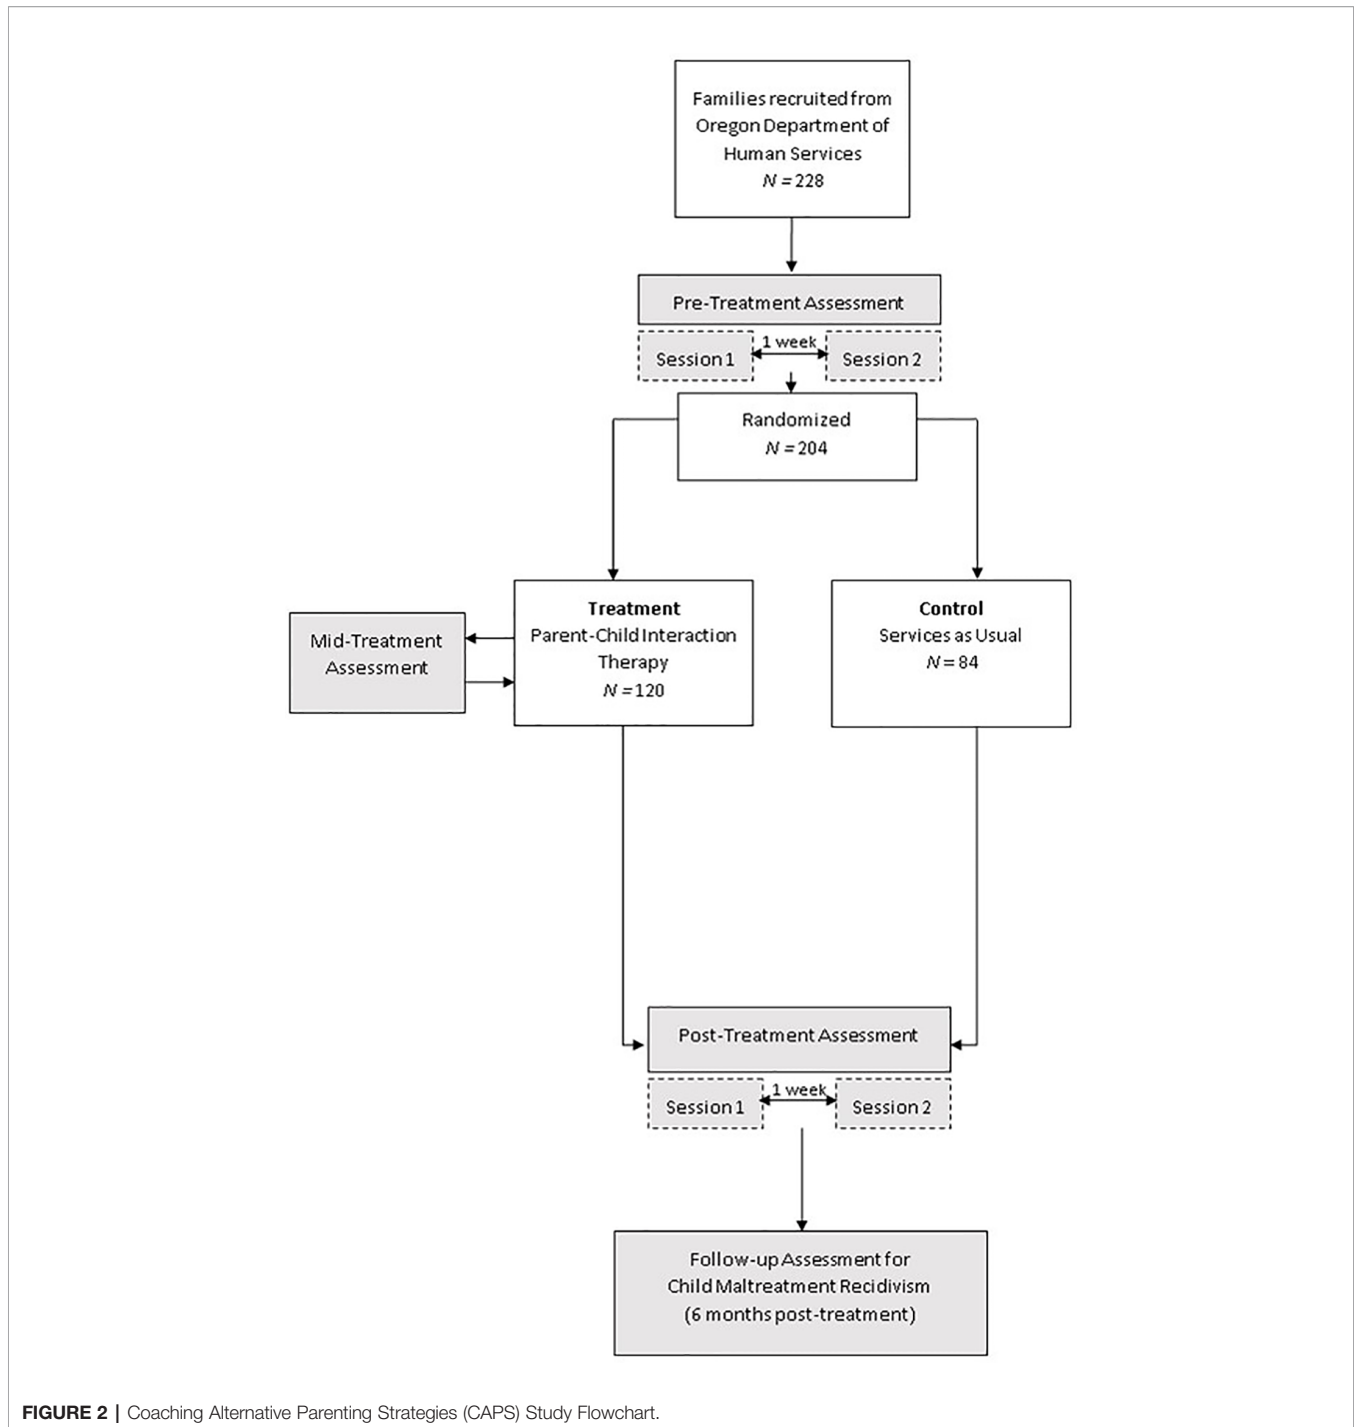 Families recruited from
Oregon Department of
Human Services
N = 228
Pre-Treatment Assessment
Session 1
1 week
Session 2
Randomized
N = 204
Treatment
Parent-Child Interaction
Therapy
N = 120
Control
Services as Usual
N = 84
Mid-Treatment
Assessment
Post-Treatment Assessment
Session 1
1 week
Session 2
Follow-up Assessment for
Child Maltreatment Recidivism
(6 months post-treatment)
FIGURE 2 | Coaching Alternative Parenting Strategies (CAPS) Study Flowchart.